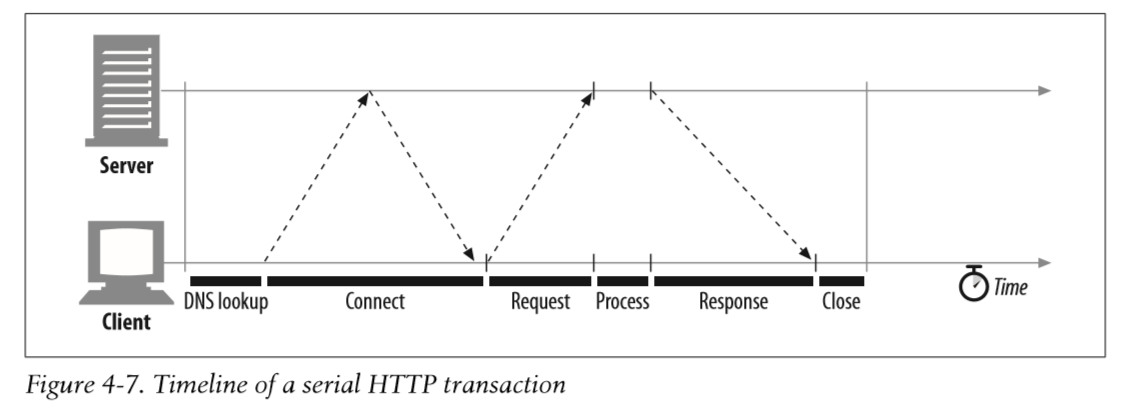 Server
Client
DNS lookup Connect Request Process Response Close Time
Figure 4-7. Timeline of a serial HTTP transaction